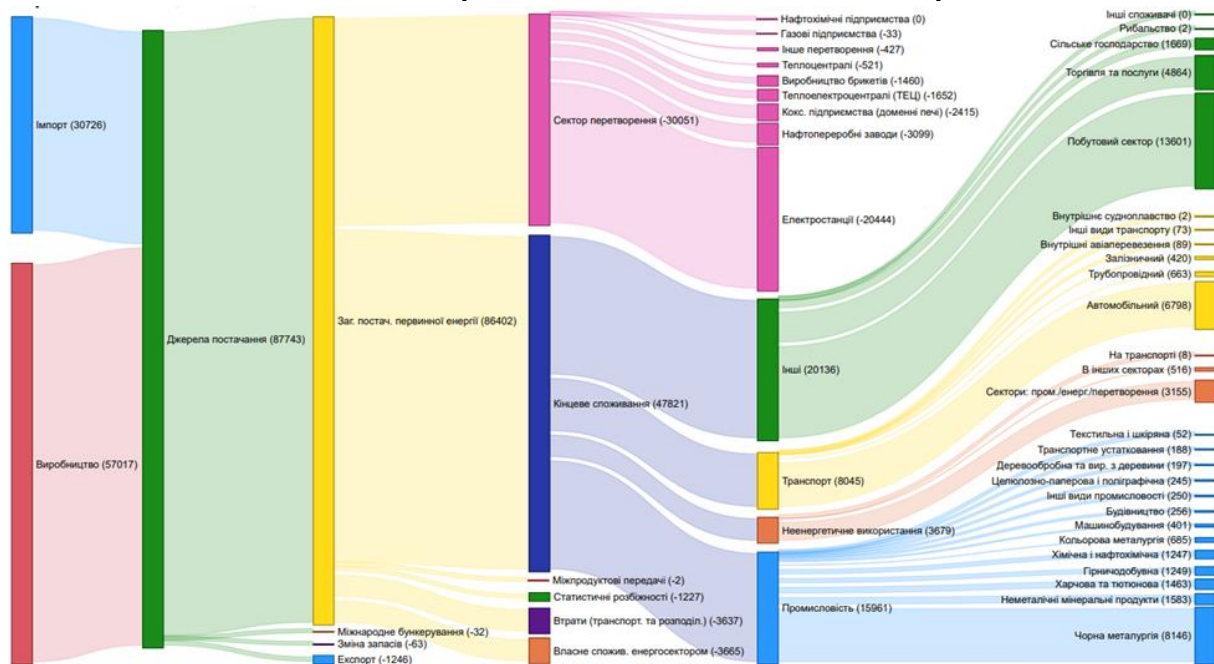 Імпорт (30726)
Виробництво (57017)
Джерела постачання (87743)
Міжнародне бункерування (-32)
Зміна запасів (-63)
Експорт (-1246)
Заг. постач. первинної енергії (86402)
Сектор перетворення (-30051)
Кінцеве споживання (47821)
Міжпродуктові передачі (-2)
Статистичні розбіжності (-1227)
Втрати (транспорт. та розподіл.) (-3637)
Власне спожив. енергосектором (-3665)
Нафтохімічні підприємства (0)
Газові підприємства (-33)
Інше перетворення (-427)
Теплоцентралі (-521)
Виробництво брикетів (-1460)
Теплоелектроцентралі (ТЕЦ) (-1652)
Кокс. підприємства (доменні печі) (-2415)
Нафтопереробні заводи (-3099)
Електростанції (-20444)
Інші (20136)
Транспорт (8045)
Неенергетичне використання (3679)
Промисловість (15961)
Інші споживачі (0)
Рибальство (2)
Сільське господарство (1669)
Торгівля та послуги (4864)
Побутовий сектор (13601)
Внутрішнє судноплавство (2)
Інші види транспорту (73)
Внутрішні авіаперевезення (89)
Залізничний (420)
Трубопровідний (663)
Автомобільний (6798)
На транспорті (8)
В інших секторах (516)
Сектори: пром./енерг./перетворення (3155)
Текстильна і шкіряна (52)
Транспортне устатковання (188)
Деревообробна та вир. з деревини (197)
Целюлозно-паперова і поліграфічна (245)
Інші види промисловості (250)
Будівництво (256)
Машинобудування (401)
Кольорова металургія (685)
Хімічна і нафтохімічна (1247)
Гірничодобувна (1249)
Харчова та тютюнова (1463)
Неметалічні мінеральні продукти (1583)
Чорна металургія (8146)